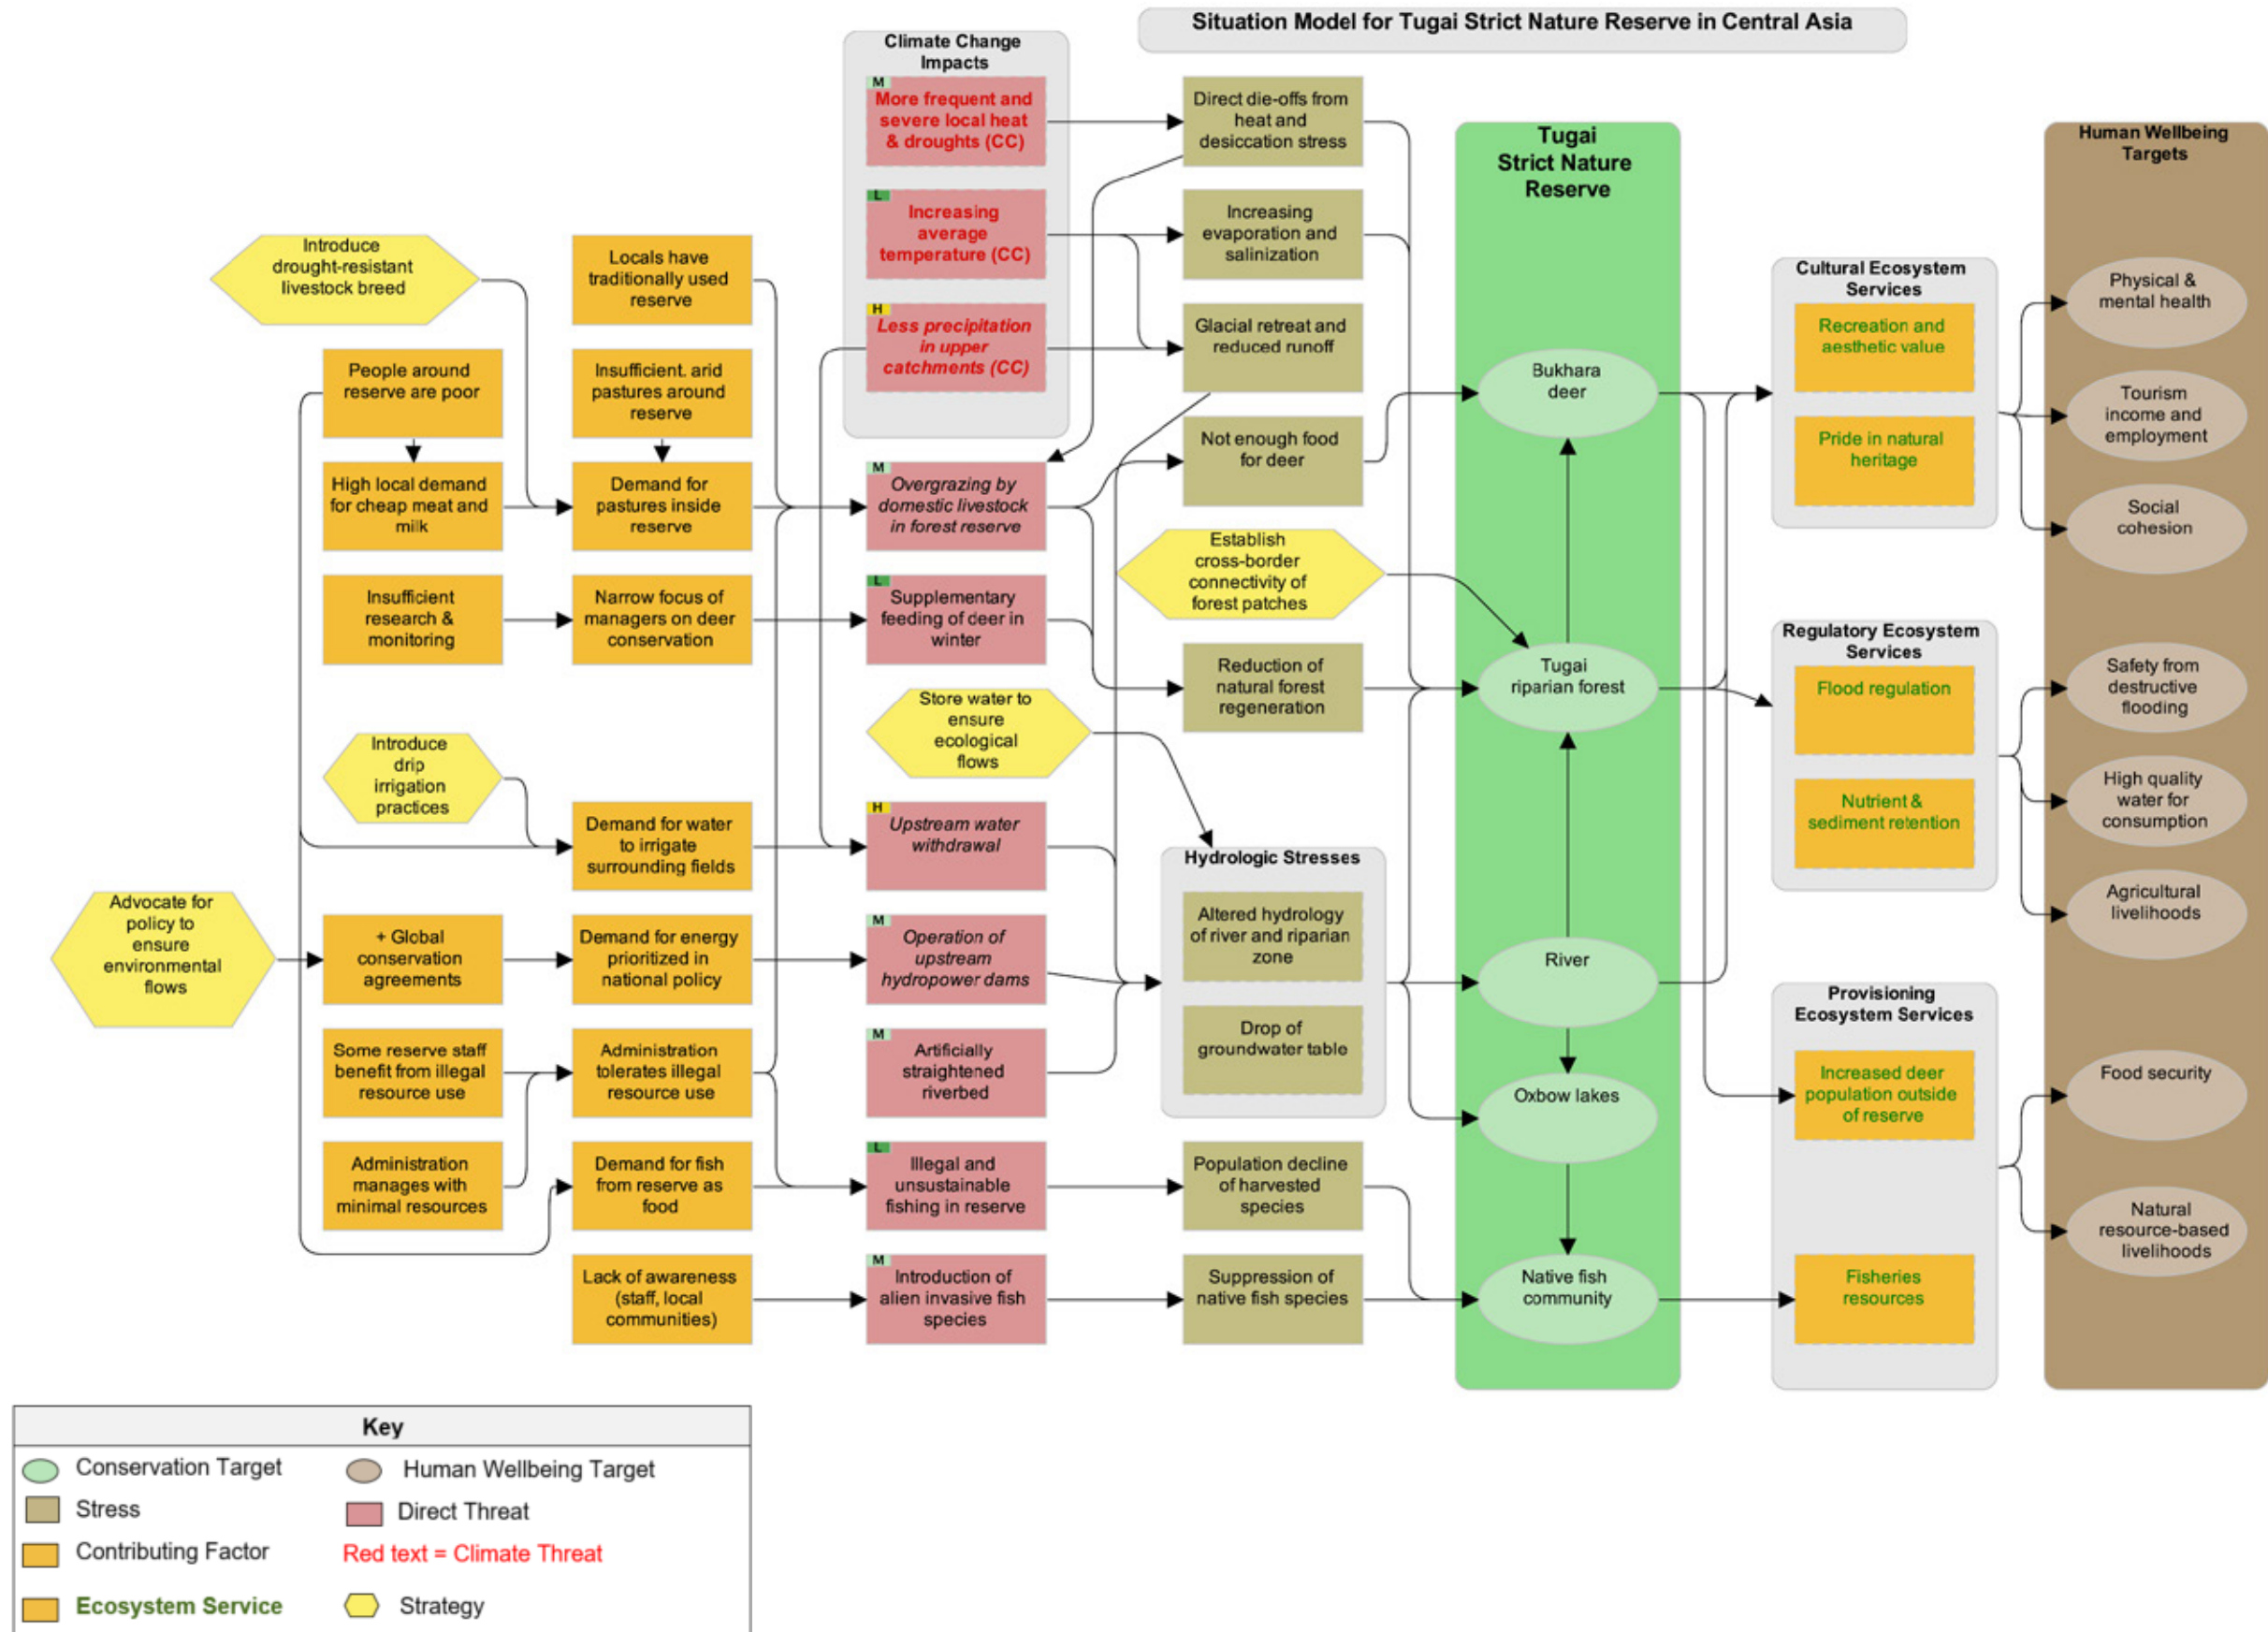 Situation Model for Tugai Strict Nature Reserve in Central Asia
Climate Change
Impacts
M
More frequent and
severe local heat
& droughts (CC)
L
Increasing
average
temperature (CC)
H
Less precipitation
in upper
catchments (CC)
Direct die-offs from
heat and
desiccation stress
Increasing
evaporation and
salinization
Glacial retreat and
reduced runoff
Not enough food
for deer
Introduce
drought-resistant
livestock breed
Locals have
traditionally used
reserve
People around
reserve are poor
Insufficient. arid
pastures around
reserve
High local demand
for cheap meat and
milk
Demand for
pastures inside
reserve
M
Overgrazing by
domestic livestock
in forest reserve
Insufficient
research &
monitoring
Narrow focus of
managers on deer
conservation
L
Supplementary
feeding of deer in
winter
Establish
cross-border
connectivity of
forest patches
Reduction of
natural forest
regeneration
Store water to
ensure
ecological
flows
Introduce
drip
irrigation
practices
Demand for water
to irrigate
surrounding fields
H
Upstream water
withdrawal
Advocate for
policy to
ensure
environmental
flows
+ Global
conservation
agreements
Demand for energy
prioritized in
national policy
M
Operation of
upstream
hydropower dams
Hydrologic Stresses
Altered hydrology
of river and riparian
zone
Drop of
groundwater table
Some reserve staff
benefit from illegal
resource use
Administration
tolerates illegal
resource use
M
Artificially
straightened
riverbed
Administration
manages with
minimal resources
Demand for fish
from reserve as
food
L
Illegal and
unsustainable
fishing in reserve
Population decline
of harvested
species
Lack of awareness
(staff, local
communities)
M
Introduction of
alien invasive fish
species
Suppression of
native fish species
Tugai
Strict Nature
Reserve
Bukhara
deer
Tugai
riparian forest
River
Oxbow lakes
Native fish
community
Cultural Ecosystem
Services
Recreation and
aesthetic value
Pride in natural
heritage
Regulatory Ecosystem
Services
Flood regulation
Nutrient &
sediment retention
Provisioning
Ecosystem Services
Increased deer
population outside
of reserve
Fisheries
resources
Human Wellbeing
Targets
Physical &
mental health
Tourism
income and
employment
Social
cohesion
Safety from
destructive
flooding
High quality
water for
consumption
Agricultural
livelihoods
Food security
Natural
resource-based
livelihoods
Key
Conservation Target
Human Wellbeing Target
Stress
Direct Threat
Contributing Factor
Red text = Climate Threat
Ecosystem Service
Strategy